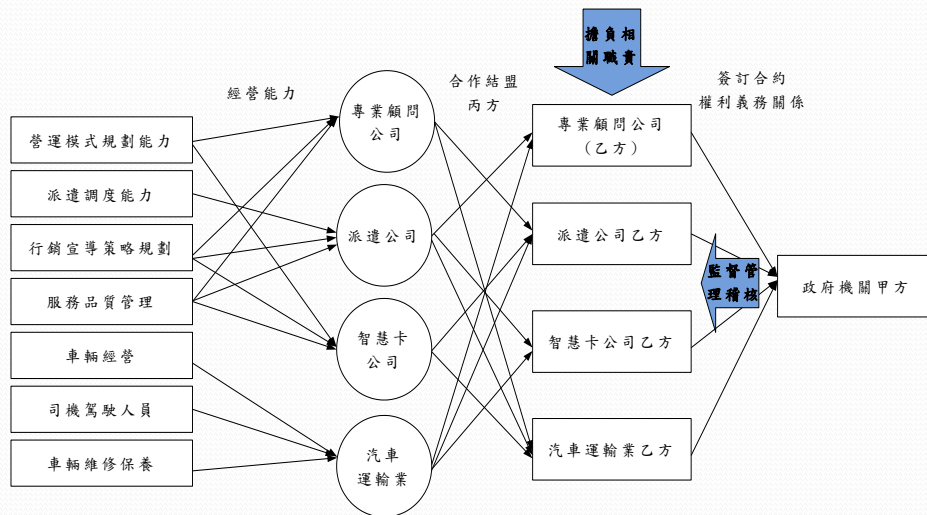 擔負相
關職責
經營能力
合作結盟
丙方
簽訂合約
權利義務關係
營運模式規劃能力
派遣調度能力
行銷宣導策略規劃
服務品質管理
車輛經營
司機駕駛人員
車輛維修保養
專業顧問
公司
派遣公司
智慧卡
公司
汽車
運輸業
專業顧問公司
(乙方)
派遣公司乙方
智慧卡公司乙方
汽車運輸業乙方
監督管
理稽核
政府機關甲方